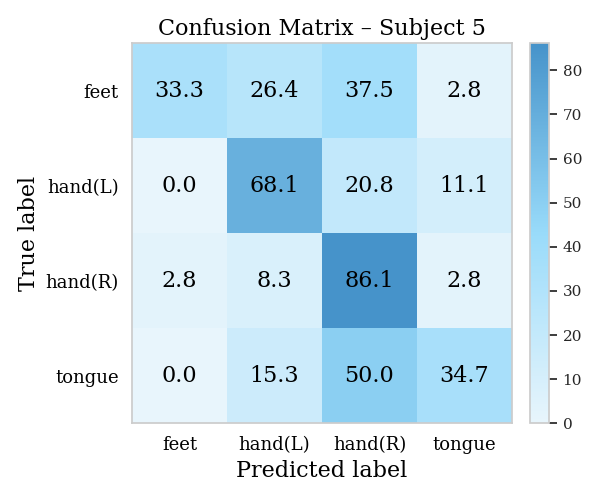 Confusion Matrix – Subject 5
feet 33.3 26.4 37.5 2.8
hand(L) 0.0 68.1 20.8 11.1
hand(R) 2.8 8.3 86.1 2.8
tongue 0.0 15.3 50.0 34.7
feet hand(L) hand(R) tongue
Predicted label
True label
80
70
60
50
40
30
20
10
0